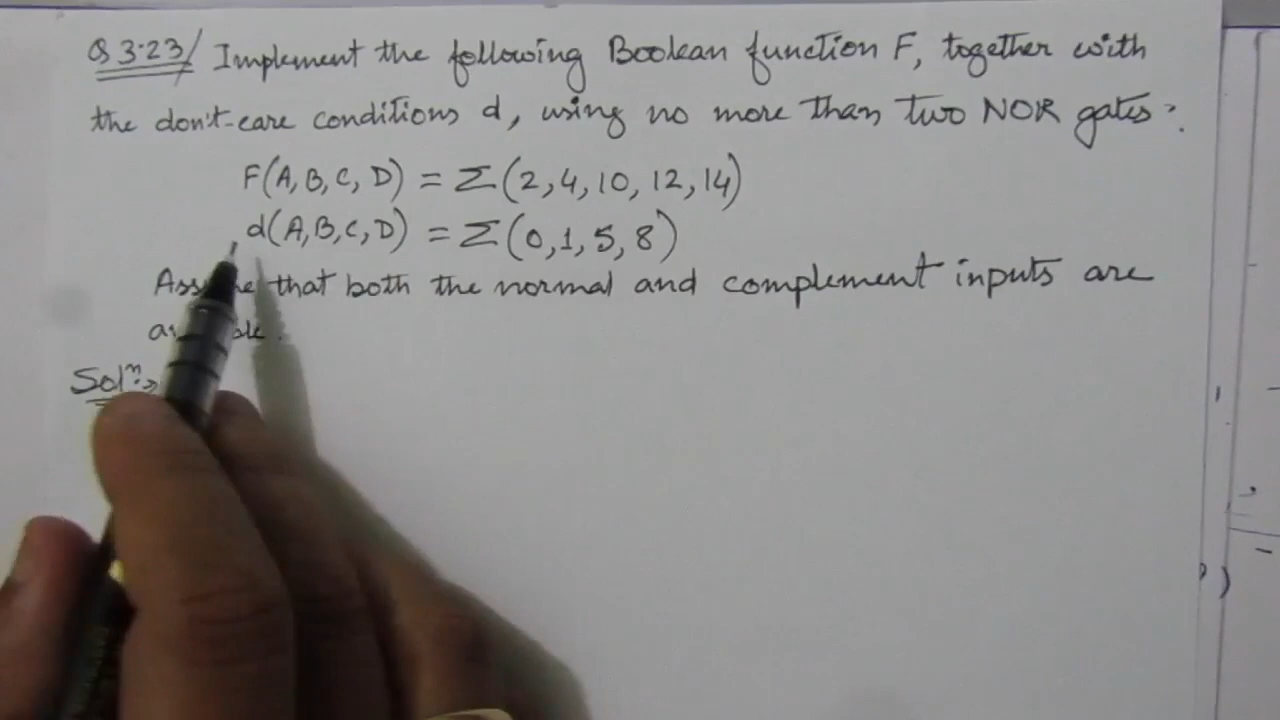 Q 3.23/ Implement the following Boolean function F, together with
the don't-care conditions d, using no more than two NOR gates:
F(A, B, C, D) = Σ(2, 4, 10, 12, 14)
d(A, B, C, D) = Σ(0, 1, 5, 8)
that both the normal and complement inputs are
Solⁿ:→